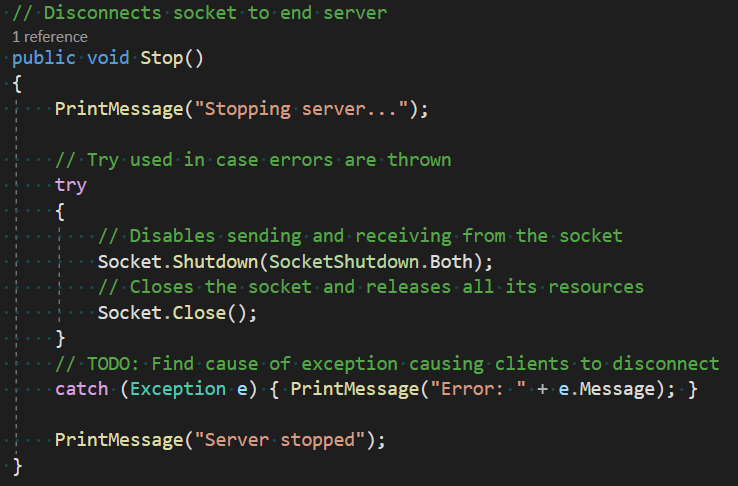 // Disconnects socket to end server
1 reference
public void Stop()
{
PrintMessage("Stopping server...");
// Try used in case errors are thrown
try
{
// Disables sending and receiving from the socket
Socket.Shutdown(SocketShutdown.Both);
// Closes the socket and releases all its resources
Socket.Close();
}
// TODO: Find cause of exception causing clients to disconnect
catch (Exception e) { PrintMessage("Error: " + e.Message); }
PrintMessage("Server stopped");
}